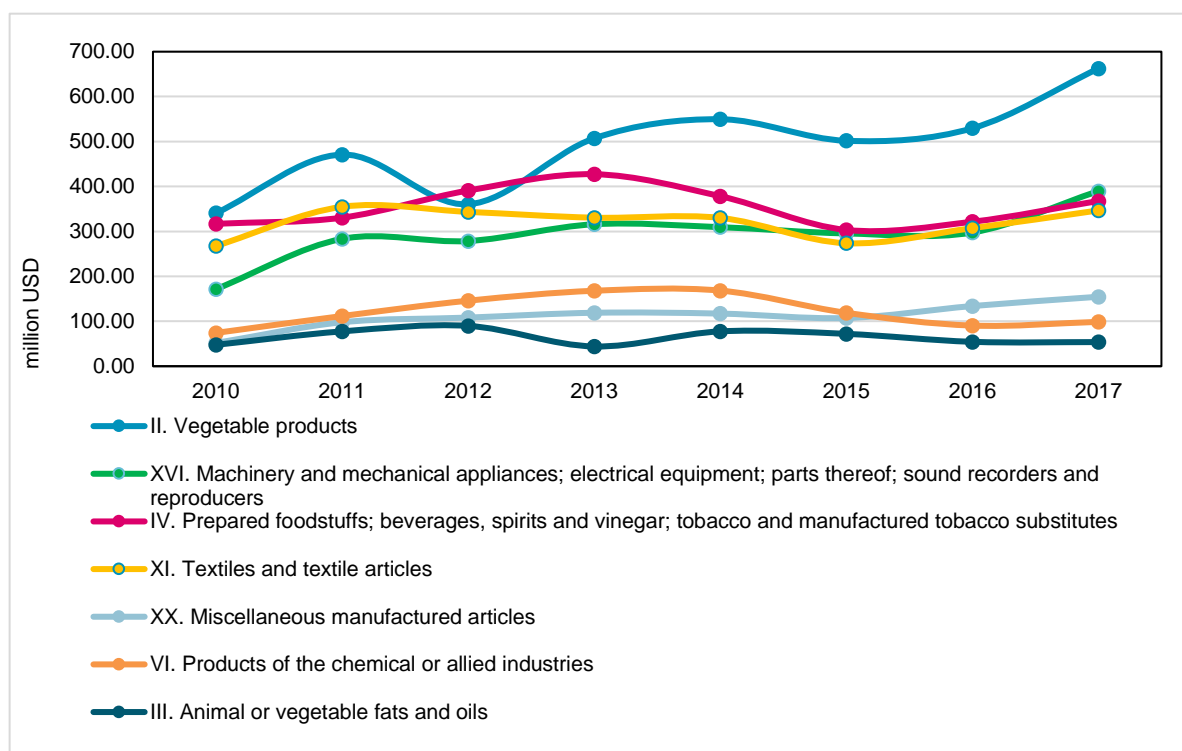 700.00
600.00
500.00
400.00
300.00
200.00
100.00
0.00
million USD
2010 2011 2012 2013 2014 2015 2016 2017
II. Vegetable products
XVI. Machinery and mechanical appliances; electrical equipment; parts thereof; sound recorders and
reproducers
IV. Prepared foodstuffs; beverages, spirits and vinegar; tobacco and manufactured tobacco substitutes
XI. Textiles and textile articles
XX. Miscellaneous manufactured articles
VI. Products of the chemical or allied industries
III. Animal or vegetable fats and oils